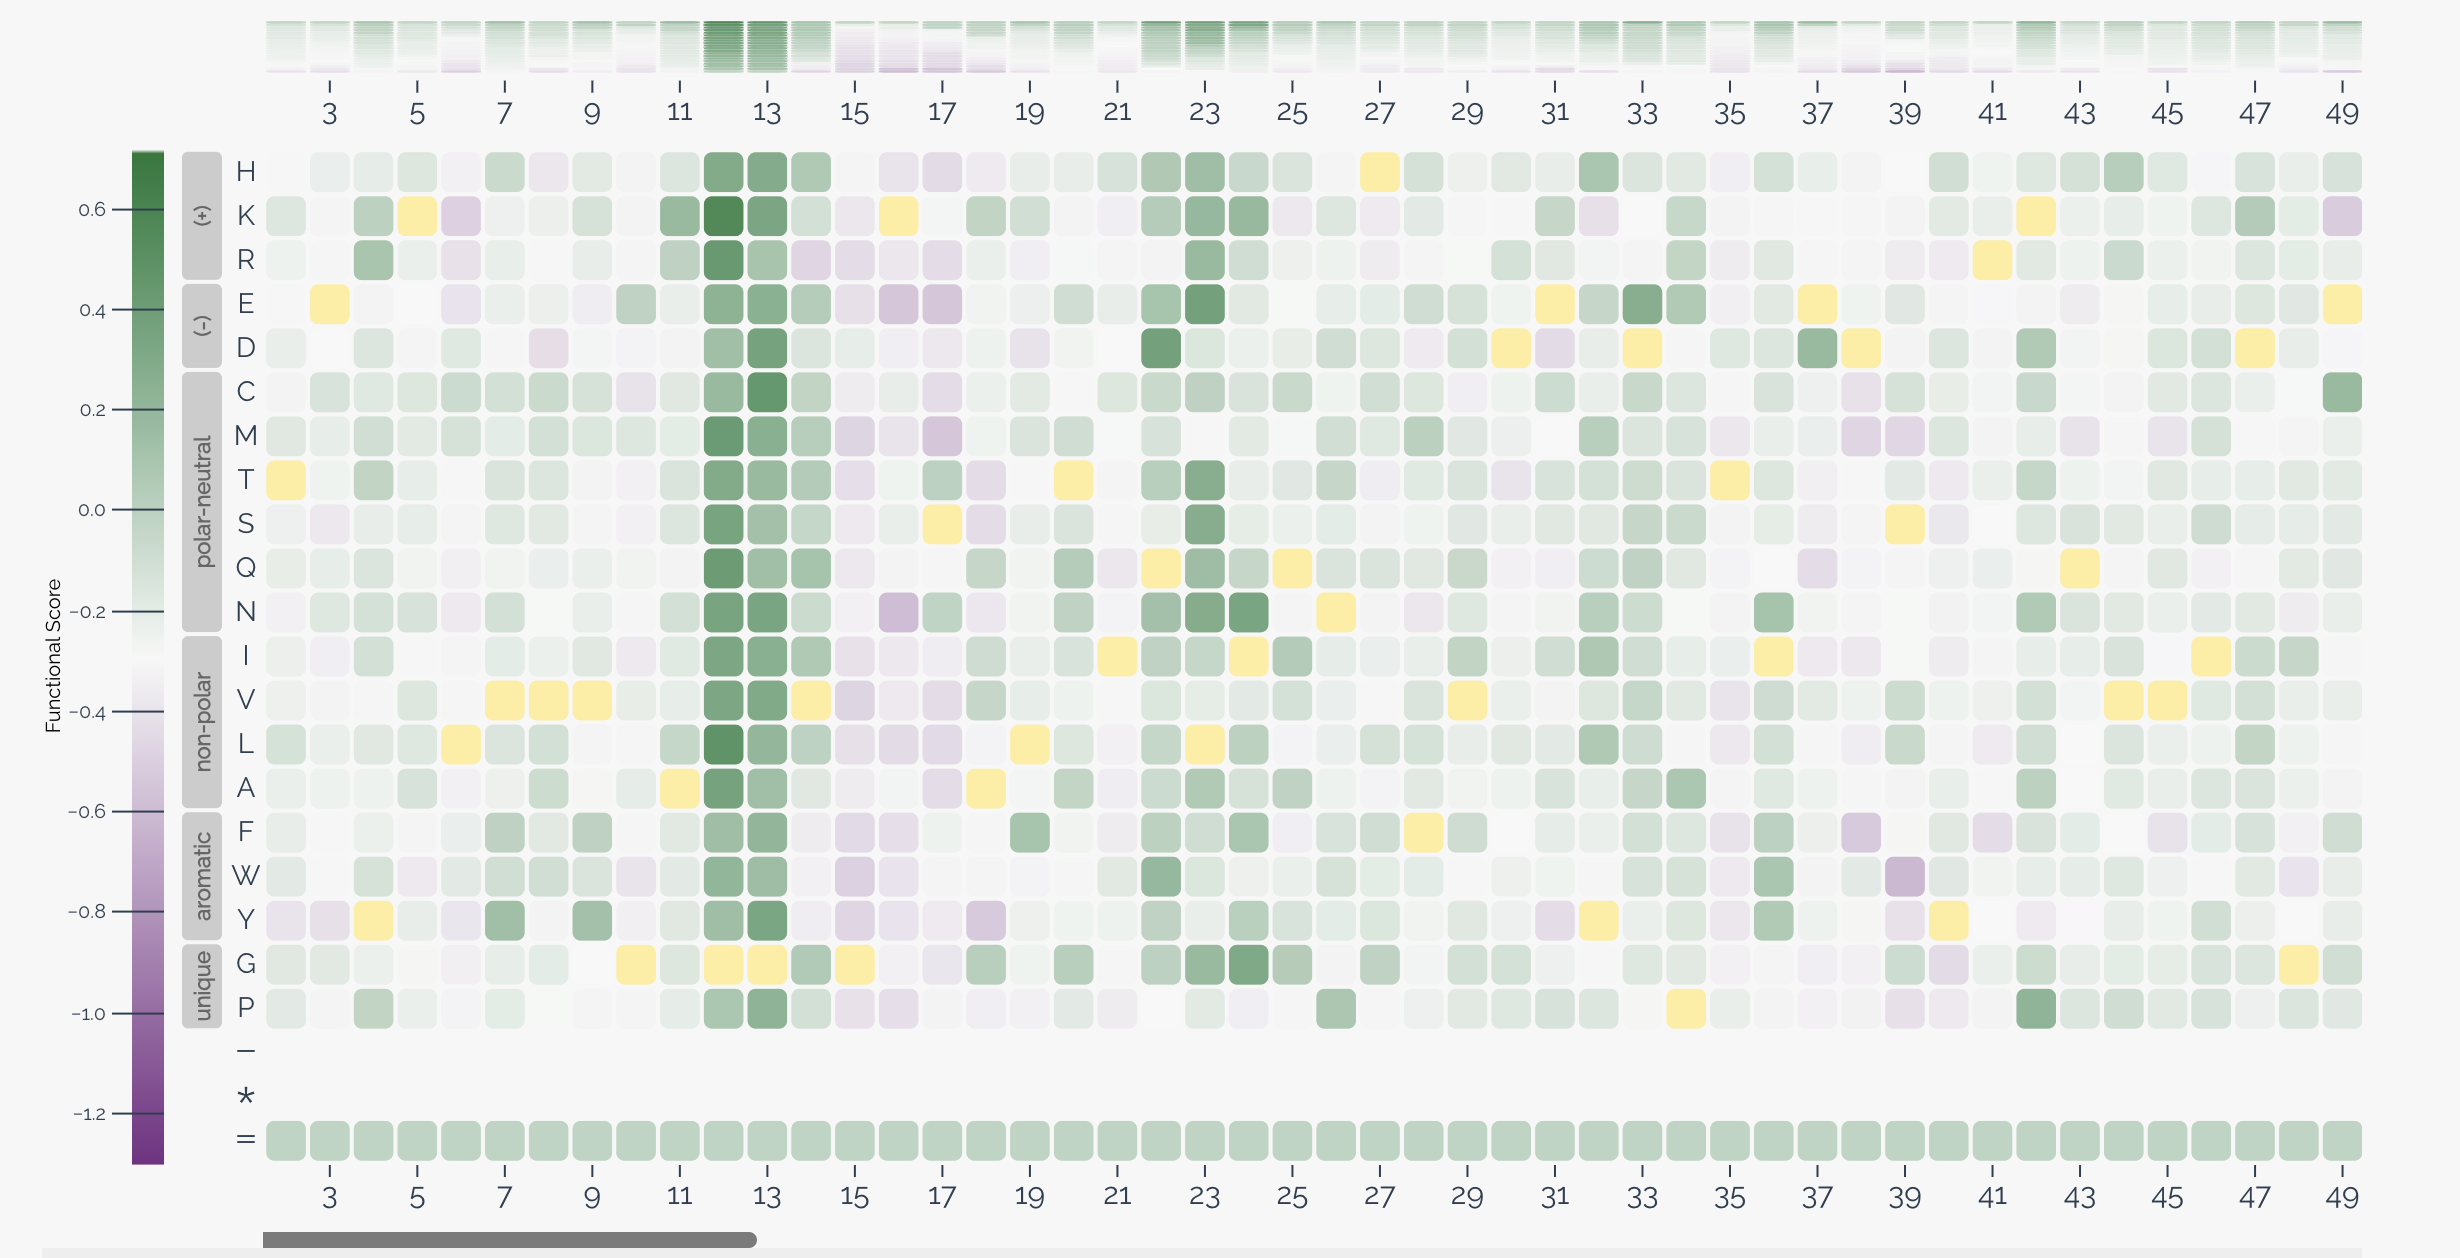 3 5 7 9 11 13 15 17 19 21 23 25 27 29 31 33 35 37 39 41 43 45 47 49
Functional Score
0.6
0.4
0.2
0.0
−0.2
−0.4
−0.6
−0.8
−1.0
−1.2
(+)
H
K
R
(-)
E
D
polar-neutral
C
M
T
S
Q
N
non-polar
I
V
L
A
aromatic
F
W
Y
unique
G
P
−
*
=
3 5 7 9 11 13 15 17 19 21 23 25 27 29 31 33 35 37 39 41 43 45 47 49